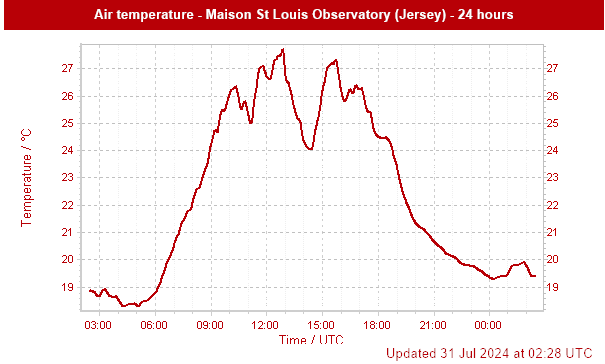 Air temperature - Maison St Louis Observatory (Jersey) - 24 hours
Temperature / °C
27 27
26 26
25 25
24 24
23 23
22 22
21 21
20 20
19 19
03:00 06:00 09:00 12:00 15:00 18:00 21:00 00:00
Time / UTC
Updated 31 Jul 2024 at 02:28 UTC